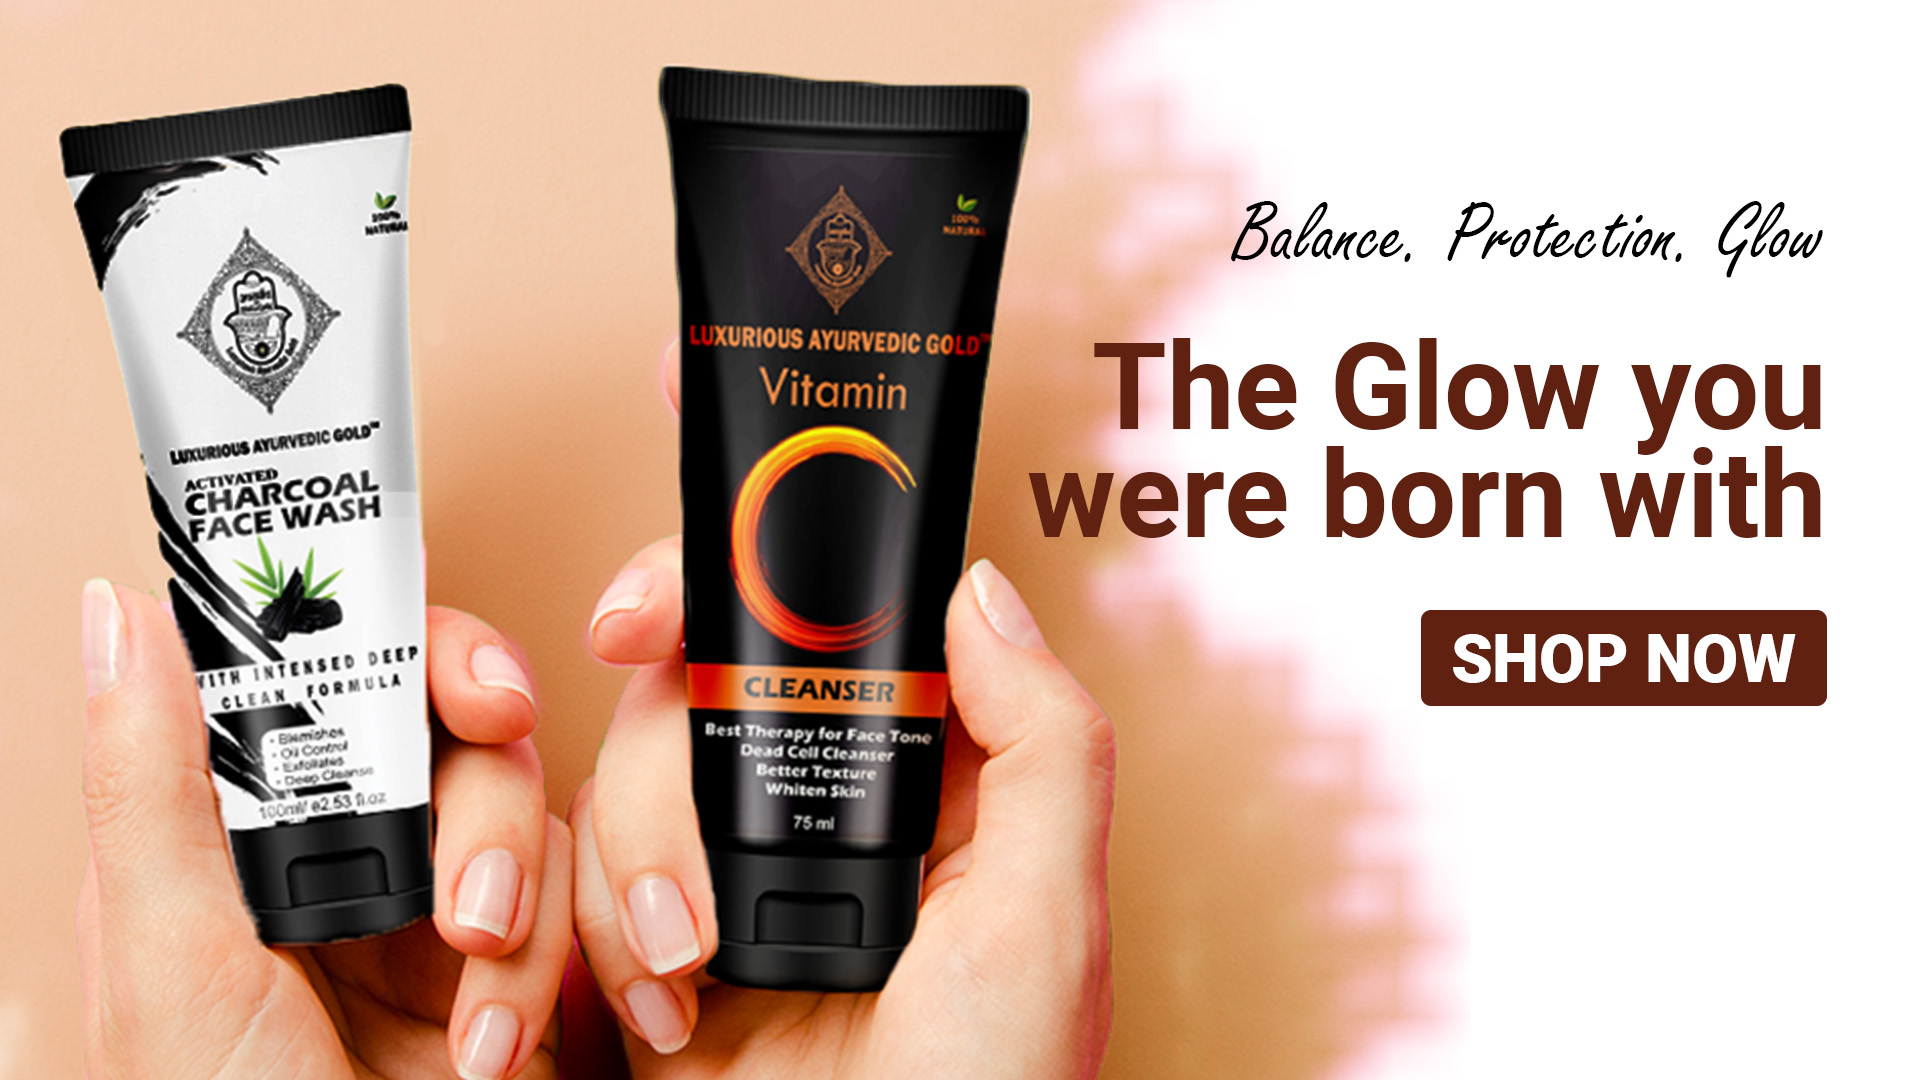 100%
NATURAL
LUXURIOUS AYURVEDIC GOLD™
ACTIVATED
CHARCOAL
FACE WASH
WITH INTENSED DEEP
CLEAN FORMULA
- Blemishes
- Oil Control
- Exfoliates
- Deep Cleanse
100ml/ e2.53 fl.oz
100%
NATURAL
LUXURIOUS AYURVEDIC GOLD™
Vitamin
CLEANSER
Best Therapy for Face Tone
Dead Cell Cleanser
Better Texture
Whiten Skin
75 ml
Balance. Protection. Glow
The Glow you
were born with
SHOP NOW